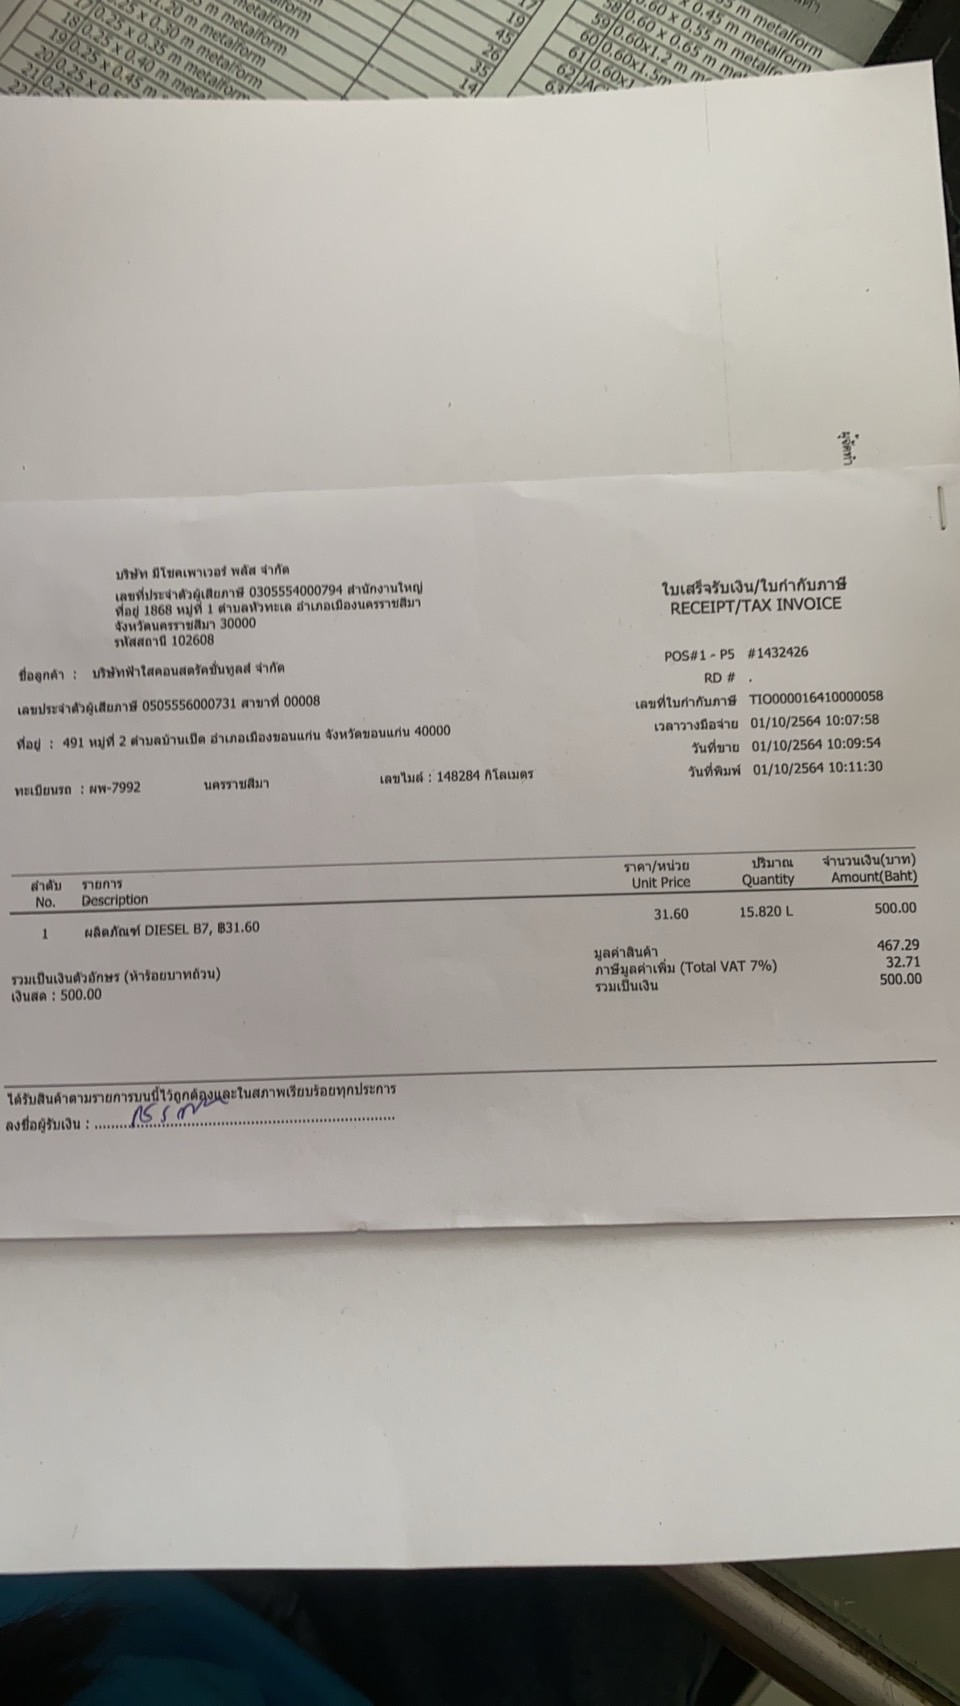 17 0.25 x 0.30 m metalform
18 0.25 x 0.35 m metalform
19 0.25 x 0.40 m metalform
20 0.25 x 0.45 m
21 0.25
17
19
45
26
35
14
0.45 m metalform
0.60 x 0.55 m metalform
58 0.60 x 0.65 m
59 0.60x1.2 m
60 0.60x1.5m
61 0.60x1
62
ผู้จัดทำ
บริษัท มีโชคเพาเวอร์ พลัส จำกัด
เลขที่ประจำตัวผู้เสียภาษี 0305554000794 สำนักงานใหญ่
ที่อยู่ 1868 หมู่ที่ 1 ตำบลหัวทะเล อำเภอเมืองนครราชสีมา
จังหวัดนครราชสีมา 30000
รหัสสถานี 102608
ใบเสร็จรับเงิน/ใบกำกับภาษี
RECEIPT/TAX INVOICE
ชื่อลูกค้า : บริษัทฟ้าใสคอนสตรัคชั่นทูลส์ จำกัด
เลขประจำตัวผู้เสียภาษี 0505556000731 สาขาที่ 00008
ที่อยู่ : 491 หมู่ที่ 2 ตำบลบ้านเป็ด อำเภอเมืองขอนแก่น จังหวัดขอนแก่น 40000
ทะเบียนรถ : ผพ-7992 นครราชสีมา เลขไมล์ : 148284 กิโลเมตร
POS#1 - P5 #1432426
RD # .
เลขที่ใบกำกับภาษี TIO000016410000058
เวลาวางมือจ่าย 01/10/2564 10:07:58
วันที่ขาย 01/10/2564 10:09:54
วันที่พิมพ์ 01/10/2564 10:11:30
ลำดับ รายการ ราคา/หน่วย ปริมาณ จำนวนเงิน(บาท)
No. Description Unit Price Quantity Amount(Baht)
1 ผลิตภัณฑ์ DIESEL B7, ฿31.60 31.60 15.820 L 500.00
มูลค่าสินค้า 467.29
รวมเป็นเงินตัวอักษร (ห้าร้อยบาทถ้วน) ภาษีมูลค่าเพิ่ม (Total VAT 7%) 32.71
เงินสด : 500.00 รวมเป็นเงิน 500.00
ได้รับสินค้าตามรายการบนนี้ไว้ถูกต้องและในสภาพเรียบร้อยทุกประการ
ลงชื่อผู้รับเงิน :